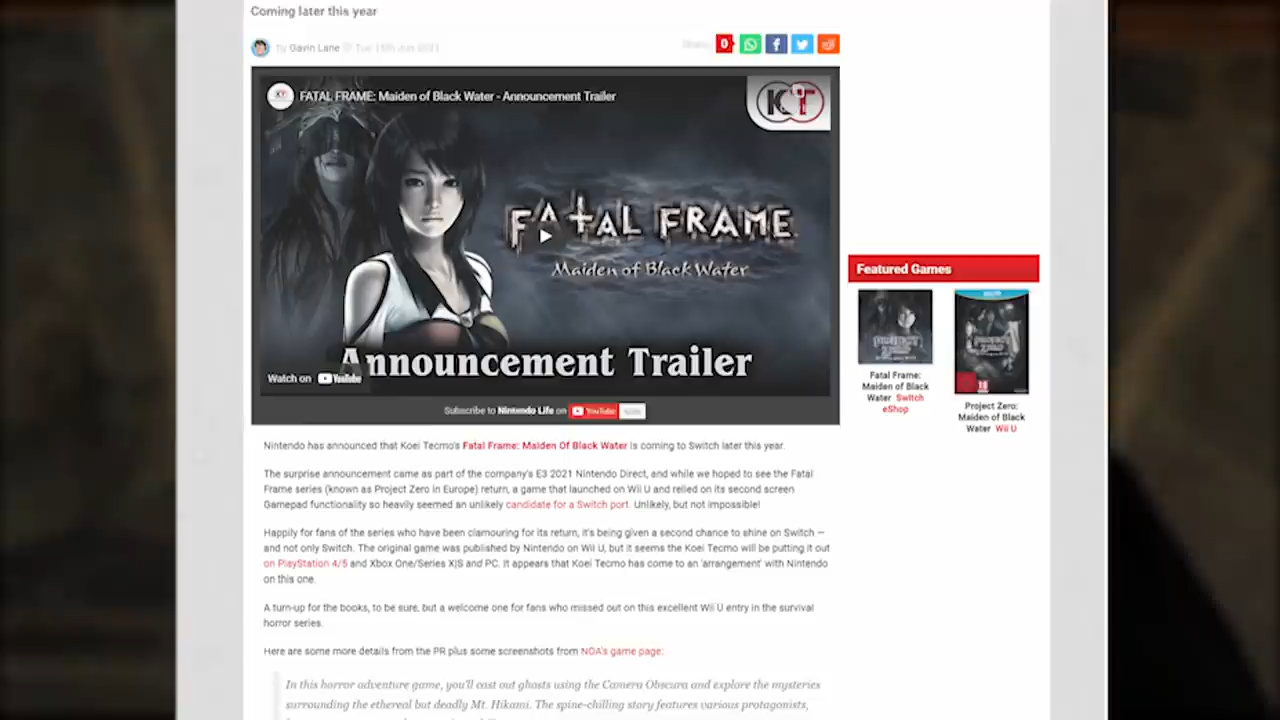 Coming later this year
by Gavin Lane
Share:
0
FATAL FRAME: Maiden of Black Water - Announcement Trailer
KT
FATAL FRAME
Maiden of Black Water
Announcement Trailer
Watch on YouTube
Subscribe to Nintendo Life on YouTube
Featured Games
Fatal Frame:
Maiden of Black
Water Switch
eShop
18
Project Zero:
Maiden of Black
Water Wii U
Nintendo has announced that Koei Tecmo's Fatal Frame: Maiden Of Black Water is coming to Switch later this year.
The surprise announcement came as part of the company's E3 2021 Nintendo Direct, and while we hoped to see the Fatal
Frame series (known as Project Zero in Europe) return, a game that launched on Wii U and relied on its second screen
Gamepad functionality so heavily seemed an unlikely candidate for a Switch port. Unlikely, but not impossible!
Happily for fans of the series who have been clamouring for its return, it's being given a second chance to shine on Switch —
and not only Switch. The original game was published by Nintendo on Wii U, but it seems the Koei Tecmo will be putting it out
on PlayStation 4/5 and Xbox One/Series X|S and PC. It appears that Koei Tecmo has come to an 'arrangement' with Nintendo
on this one.
A turn-up for the books, to be sure, but a welcome one for fans who missed out on this excellent Wii U entry in the survival
horror series.
Here are some more details from the PR plus some screenshots from NOA's game page:
In this horror adventure game, you'll cast out ghosts using the Camera Obscura and explore the mysteries
surrounding the ethereal but deadly Mt. Hikami. The spine-chilling story features various protagonists,